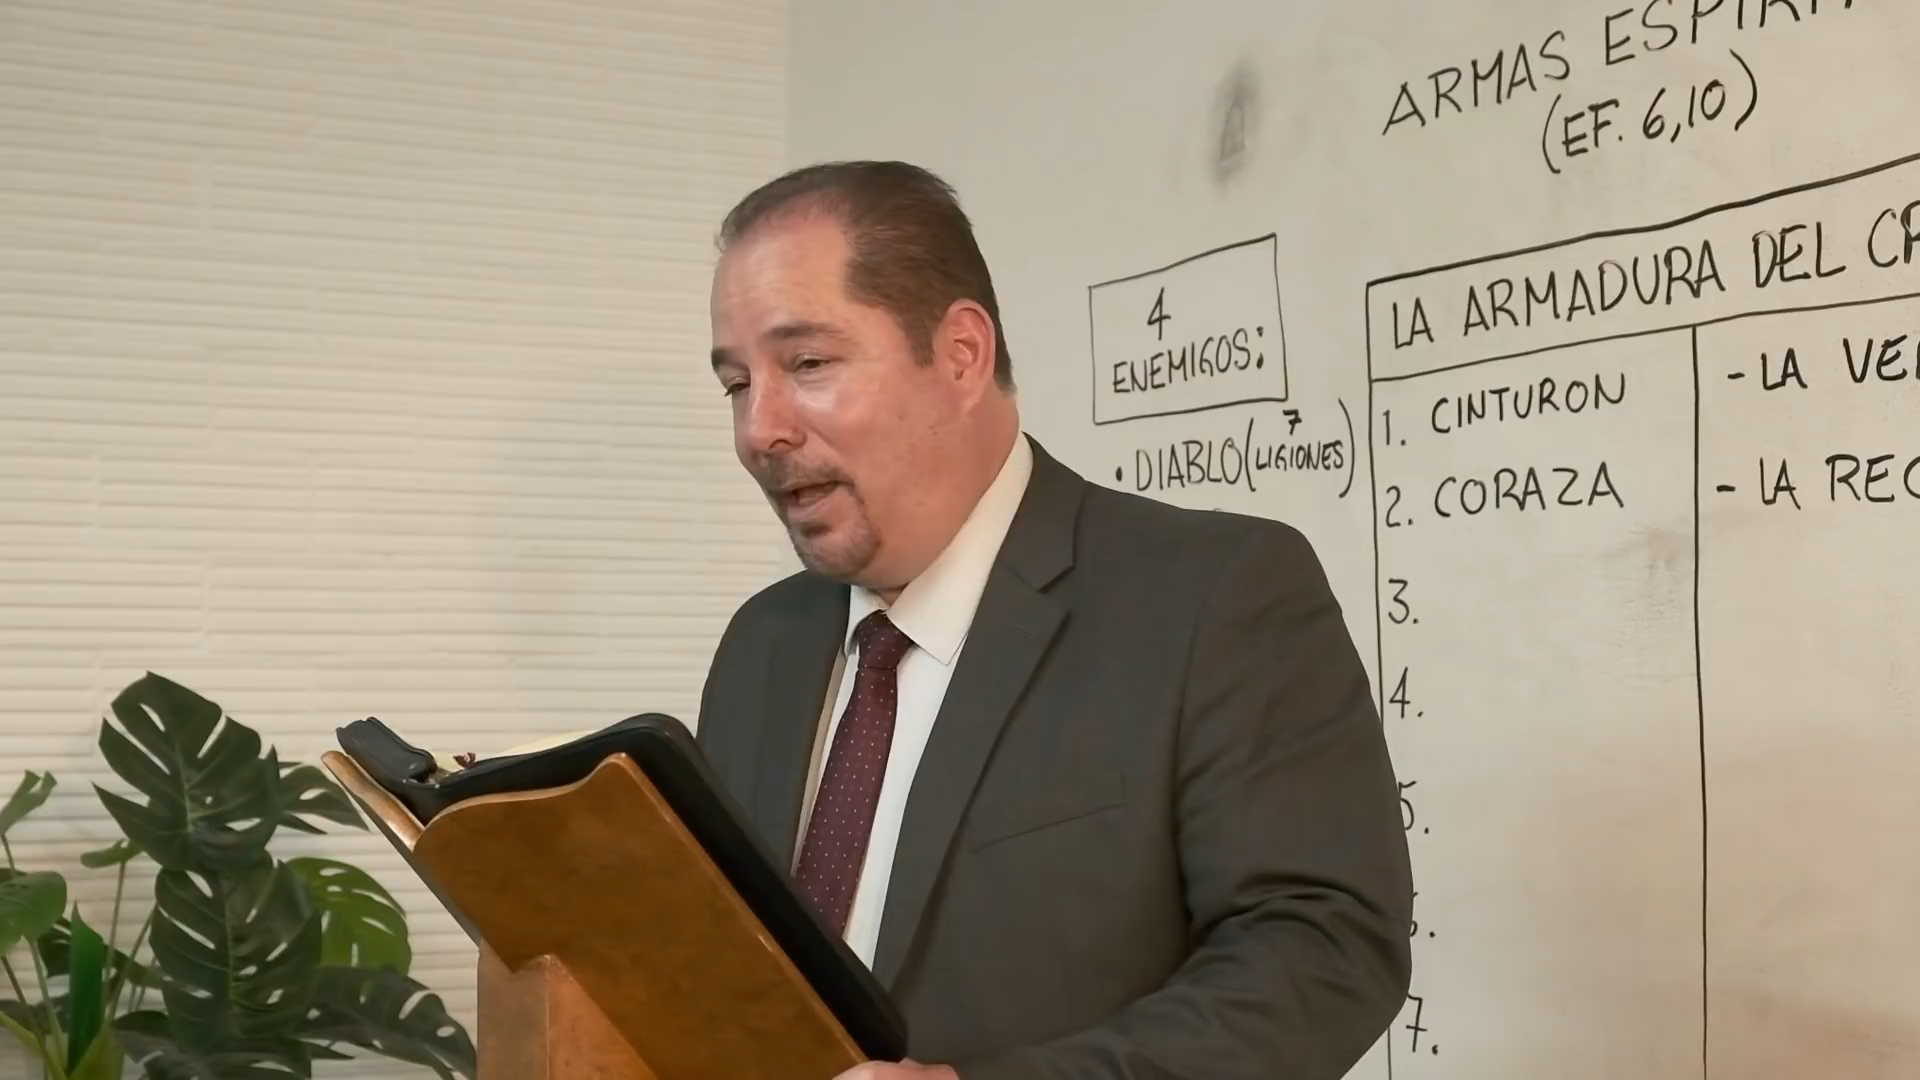 ARMAS
(EF. 6,10)
4
ENEMIGOS:
• DIABLO (LIGIONES)
7
LA ARMADURA DEL
1. CINTURON - LA
2. CORAZA - LA
3.
4.
5.
7.